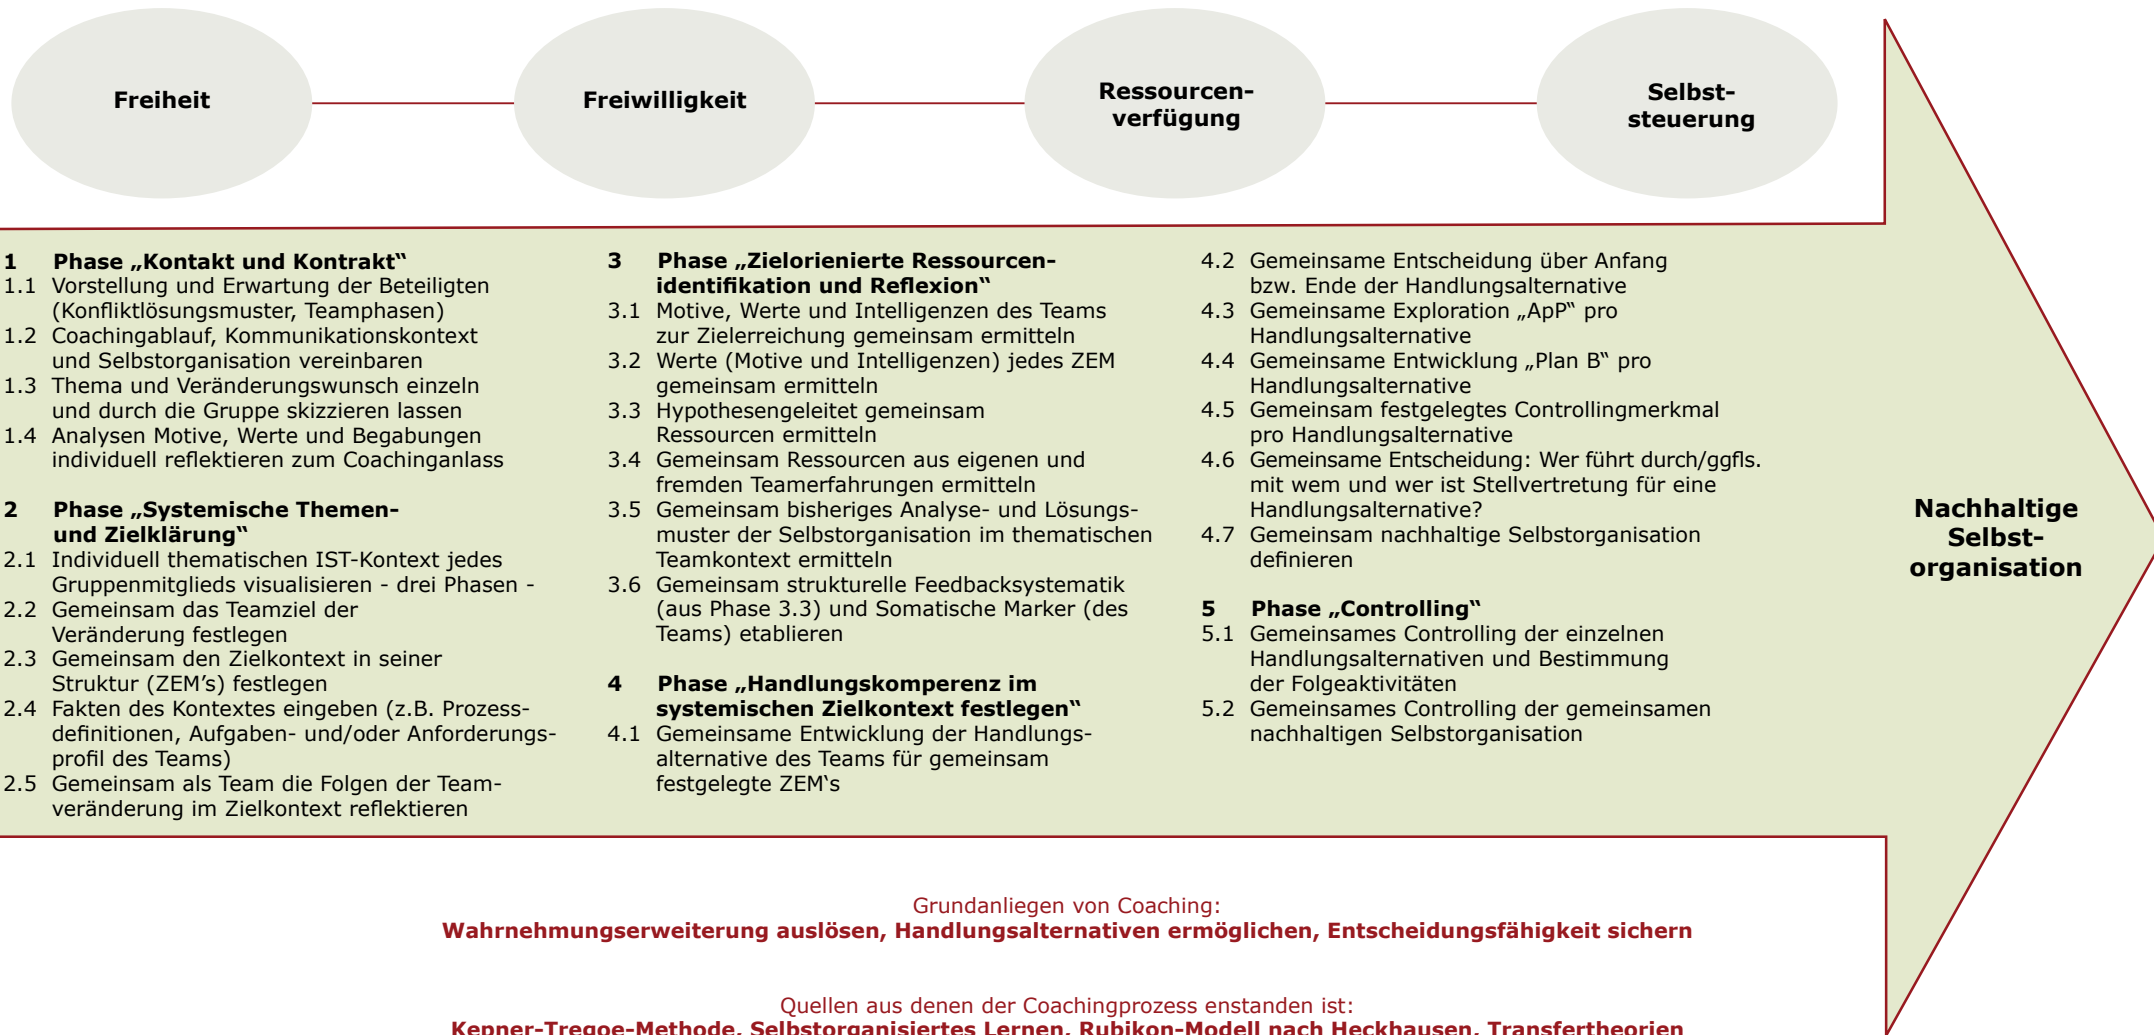 Freiheit
Freiwilligkeit
Ressourcen-
verfügung
Selbst-
steuerung
1 Phase „Kontakt und Kontrakt“
1.1 Vorstellung und Erwartung der Beteiligten
(Konfliktlösungsmuster, Teamphasen)
1.2 Coachingablauf, Kommunikationskontext
und Selbstorganisation vereinbaren
1.3 Thema und Veränderungswunsch einzeln
und durch die Gruppe skizzieren lassen
1.4 Analysen Motive, Werte und Begabungen
individuell reflektieren zum Coachinganlass
2 Phase „Systemische Themen-
und Zielklärung“
2.1 Individuell thematischen IST-Kontext jedes
Gruppenmitglieds visualisieren - drei Phasen -
2.2 Gemeinsam das Teamziel der
Veränderung festlegen
2.3 Gemeinsam den Zielkontext in seiner
Struktur (ZEM’s) festlegen
2.4 Fakten des Kontextes eingeben (z.B. Prozess-
definitionen, Aufgaben- und/oder Anforderungs-
profil des Teams)
2.5 Gemeinsam als Team die Folgen der Team-
veränderung im Zielkontext reflektieren
3 Phase „Zielorienierte Ressourcen-
identifikation und Reflexion“
3.1 Motive, Werte und Intelligenzen des Teams
zur Zielerreichung gemeinsam ermitteln
3.2 Werte (Motive und Intelligenzen) jedes ZEM
gemeinsam ermitteln
3.3 Hypothesengeleitet gemeinsam
Ressourcen ermitteln
3.4 Gemeinsam Ressourcen aus eigenen und
fremden Teamerfahrungen ermitteln
3.5 Gemeinsam bisheriges Analyse- und Lösungs-
muster der Selbstorganisation im thematischen
Teamkontext ermitteln
3.6 Gemeinsam strukturelle Feedbacksystematik
(aus Phase 3.3) und Somatische Marker (des
Teams) etablieren
4 Phase „Handlungskomperenz im
systemischen Zielkontext festlegen“
4.1 Gemeinsame Entwicklung der Handlungs-
alternative des Teams für gemeinsam
festgelegte ZEM‘s
4.2 Gemeinsame Entscheidung über Anfang
bzw. Ende der Handlungsalternative
4.3 Gemeinsame Exploration „ApP“ pro
Handlungsalternative
4.4 Gemeinsame Entwicklung „Plan B“ pro
Handlungsalternative
4.5 Gemeinsam festgelegtes Controllingmerkmal
pro Handlungsalternative
4.6 Gemeinsame Entscheidung: Wer führt durch/ggfls.
mit wem und wer ist Stellvertretung für eine
Handlungsalternative?
4.7 Gemeinsam nachhaltige Selbstorganisation
definieren
5 Phase „Controlling“
5.1 Gemeinsames Controlling der einzelnen
Handlungsalternativen und Bestimmung
der Folgeaktivitäten
5.2 Gemeinsames Controlling der gemeinsamen
nachhaltigen Selbstorganisation
Nachhaltige
Selbst-
organisation
Grundanliegen von Coaching:
Wahrnehmungserweiterung auslösen, Handlungsalternativen ermöglichen, Entscheidungsfähigkeit sichern
Quellen aus denen der Coachingprozess enstanden ist:
Kepner-Tregoe-Methode, Selbstorganisiertes Lernen, Rubikon-Modell nach Heckhausen, Transfertheorien